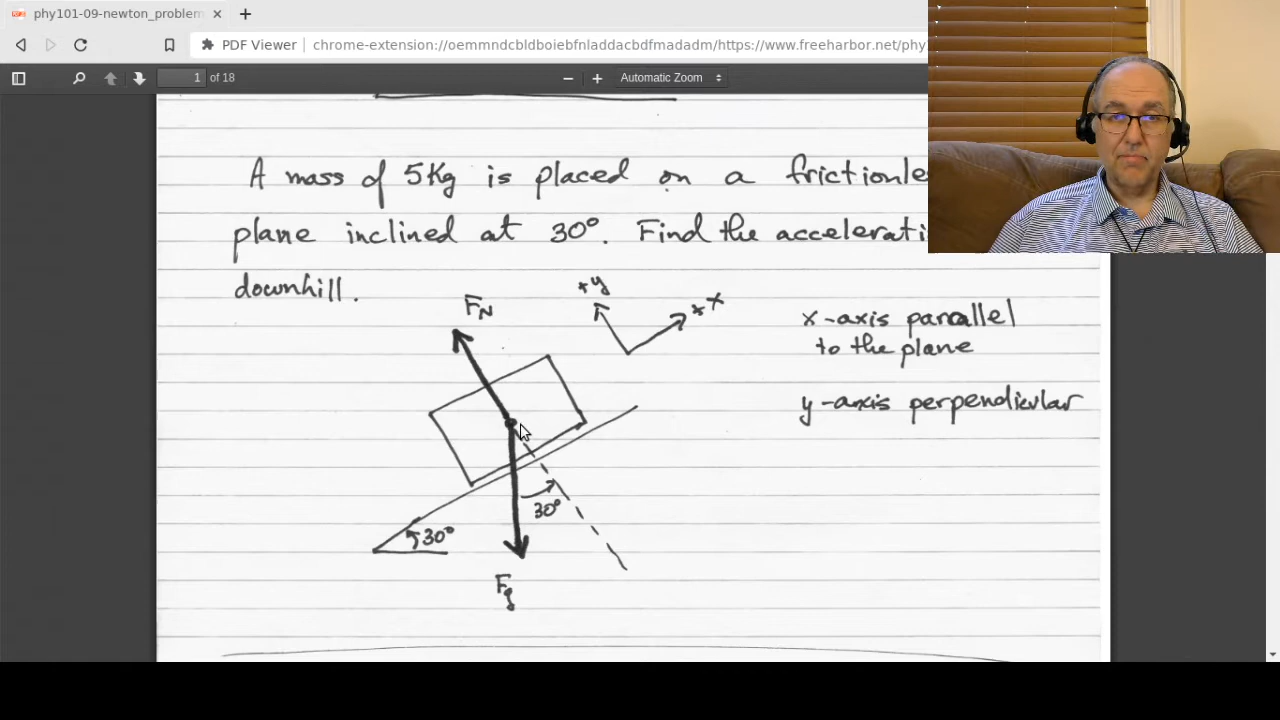 phy101-09-newton_problem
PDF Viewer chrome-extension://oemmndcbldboiebfnladdacbdfmadadm/https://www.freeharbor.net/phy
1 of 18 Automatic Zoom
A mass of 5Kg is placed on a frictionle
plane inclined at 30°. Find the accelerati
downhill.
+y
+x
FN
x-axis parallel
to the plane
y-axis perpendicular
30°
30°
Fg